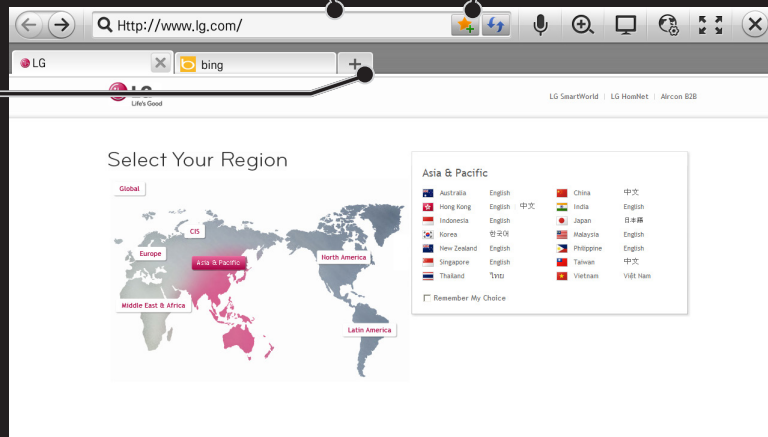 Http://www.lg.com/
LG
bing
LG
Life's Good
LG SmartWorld | LG HomNet | Aircon B2B
Select Your Region
Global
CIS
Europe
Asia & Pacific
North America
Middle East & Africa
Latin America
Asia & Pacific
Australia English China 中文
Hong Kong English 中文 India English
Indonesia English Japan 日本語
Korea 한국어 Malaysia English
New Zealand English Philippine English
Singapore English Taiwan 中文
Thailand ไทย Vietnam Việt Nam
Remember My Choice